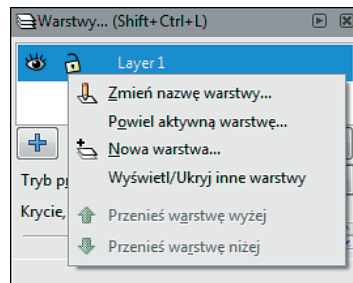 Warstwy... (Shift+Ctrl+L)
Layer 1
Zmień nazwę warstwy...
Powiel aktywną warstwę...
Nowa warstwa...
Wyświetl/Ukryj inne warstwy
Tryb
Przenieś warstwę wyżej
Krycie,
Przenieś warstwę niżej